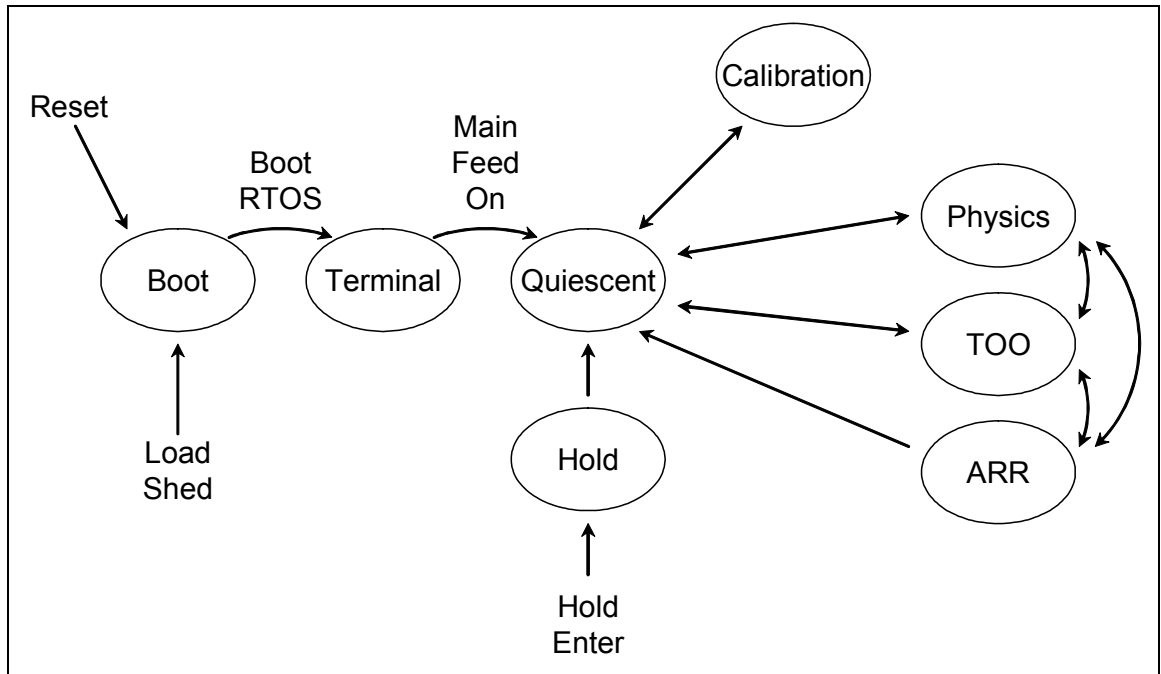 Calibration
Reset
Main
Feed
On
Boot
RTOS
Physics
Boot
Terminal
Quiescent
TOO
Load
Shed
Hold
ARR
Hold
Enter